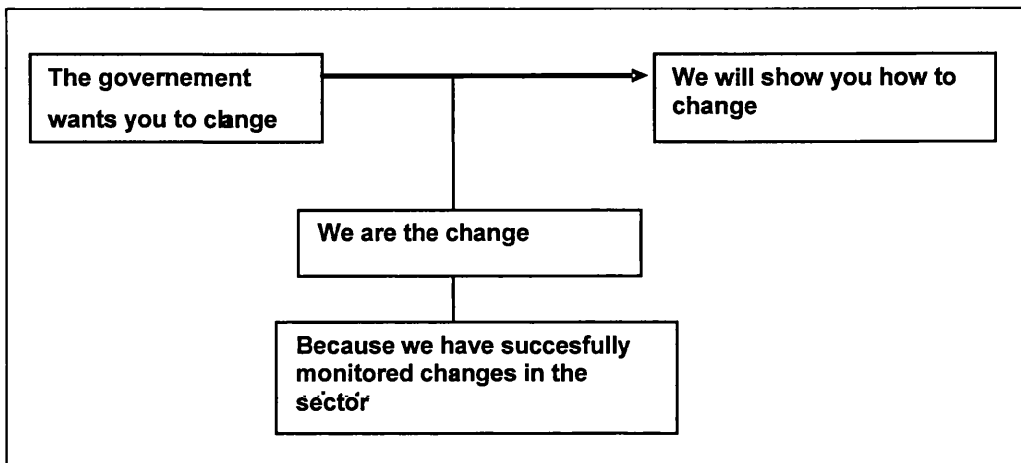 The governement
wants you to change
We will show you how to
change
We are the change
Because we have succesfully
monitored changes in the
sector